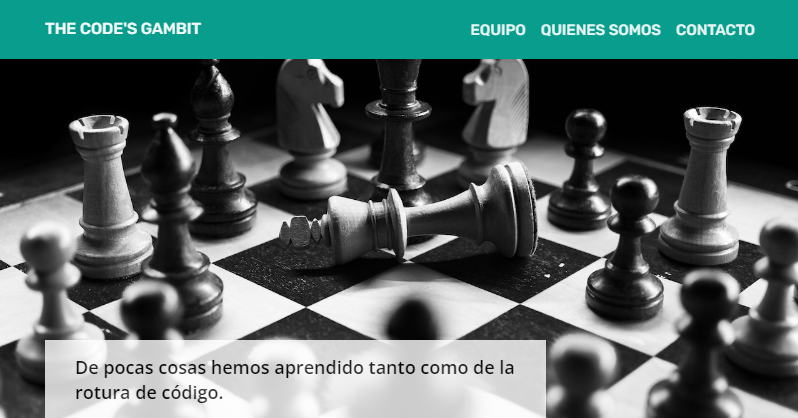 THE CODE'S GAMBIT
EQUIPO QUIENES SOMOS CONTACTO
De pocas cosas hemos aprendido tanto como de la
rotura de código.